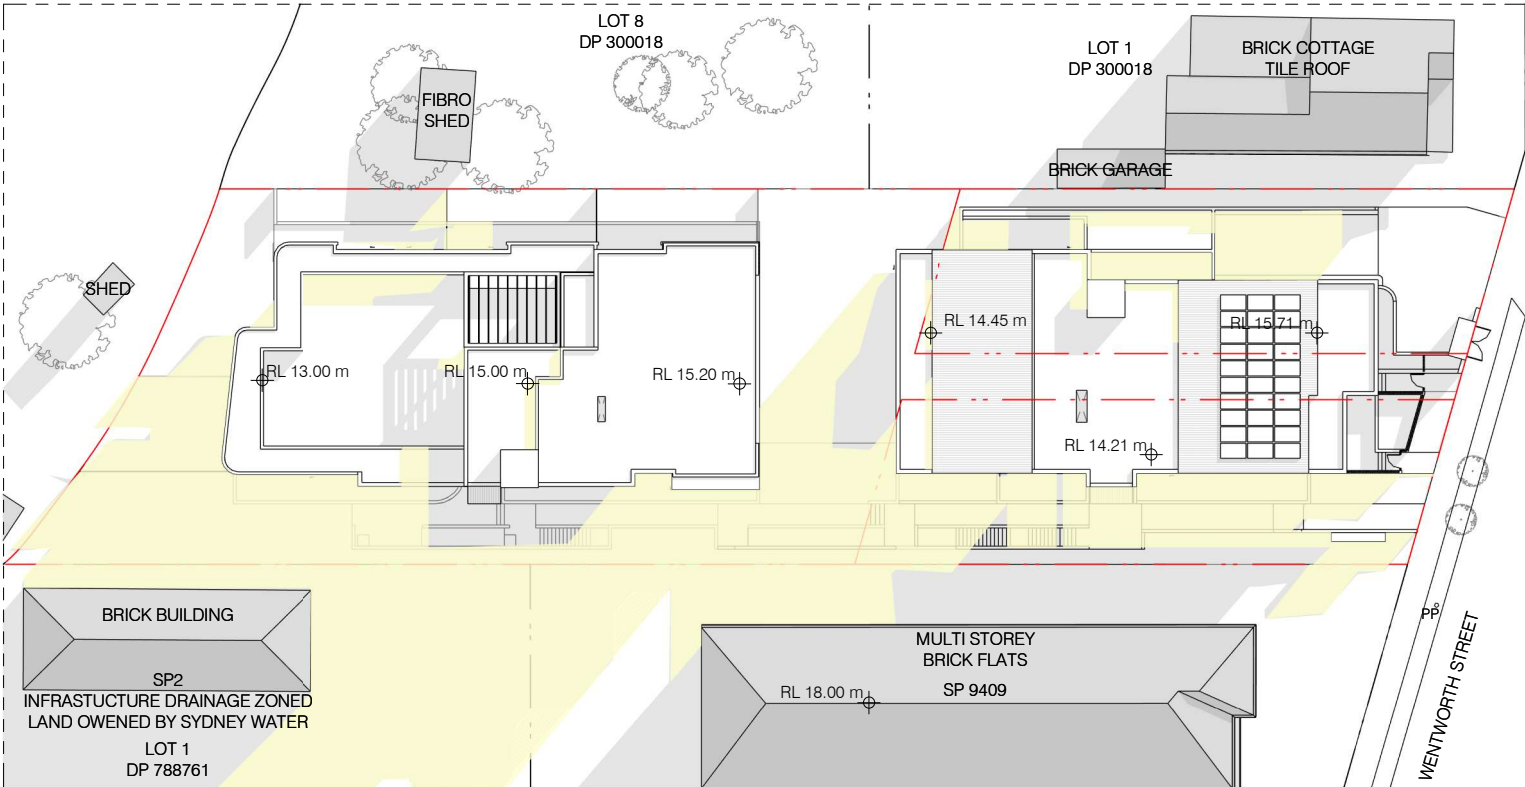 LOT 8
DP 300018
LOT 1
DP 300018
BRICK COTTAGE
TILE ROOF
FIBRO
SHED
BRICK GARAGE
SHED
RL 14.45 m
RL 15.71 m
RL 13.00 m
RL 15.00 m
RL 15.20 m
RL 14.21 m
BRICK BUILDING
SP2
INFRASTUCTURE DRAINAGE ZONED
LAND OWENED BY SYDNEY WATER
LOT 1
DP 788761
MULTI STOREY
BRICK FLATS
SP 9409
RL 18.00 m
PP
WENTWORTH STREET